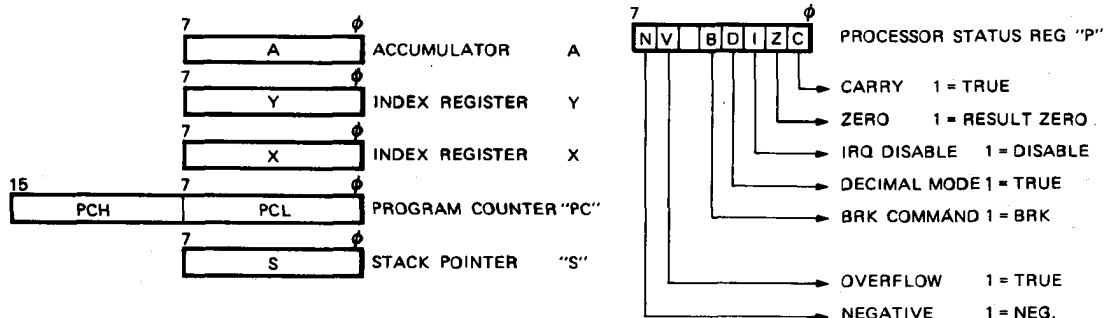 7 φ
A ACCUMULATOR A
7 φ
Y INDEX REGISTER Y
7 φ
X INDEX REGISTER X
15 7 φ
PCH PCL PROGRAM COUNTER "PC"
7 φ
S STACK POINTER "S"
7 φ
N V B D I Z C PROCESSOR STATUS REG "P"
CARRY 1 = TRUE
ZERO 1 = RESULT ZERO
IRQ DISABLE 1 = DISABLE
DECIMAL MODE 1 = TRUE
BRK COMMAND 1 = BRK
OVERFLOW 1 = TRUE
NEGATIVE 1 = NEG.